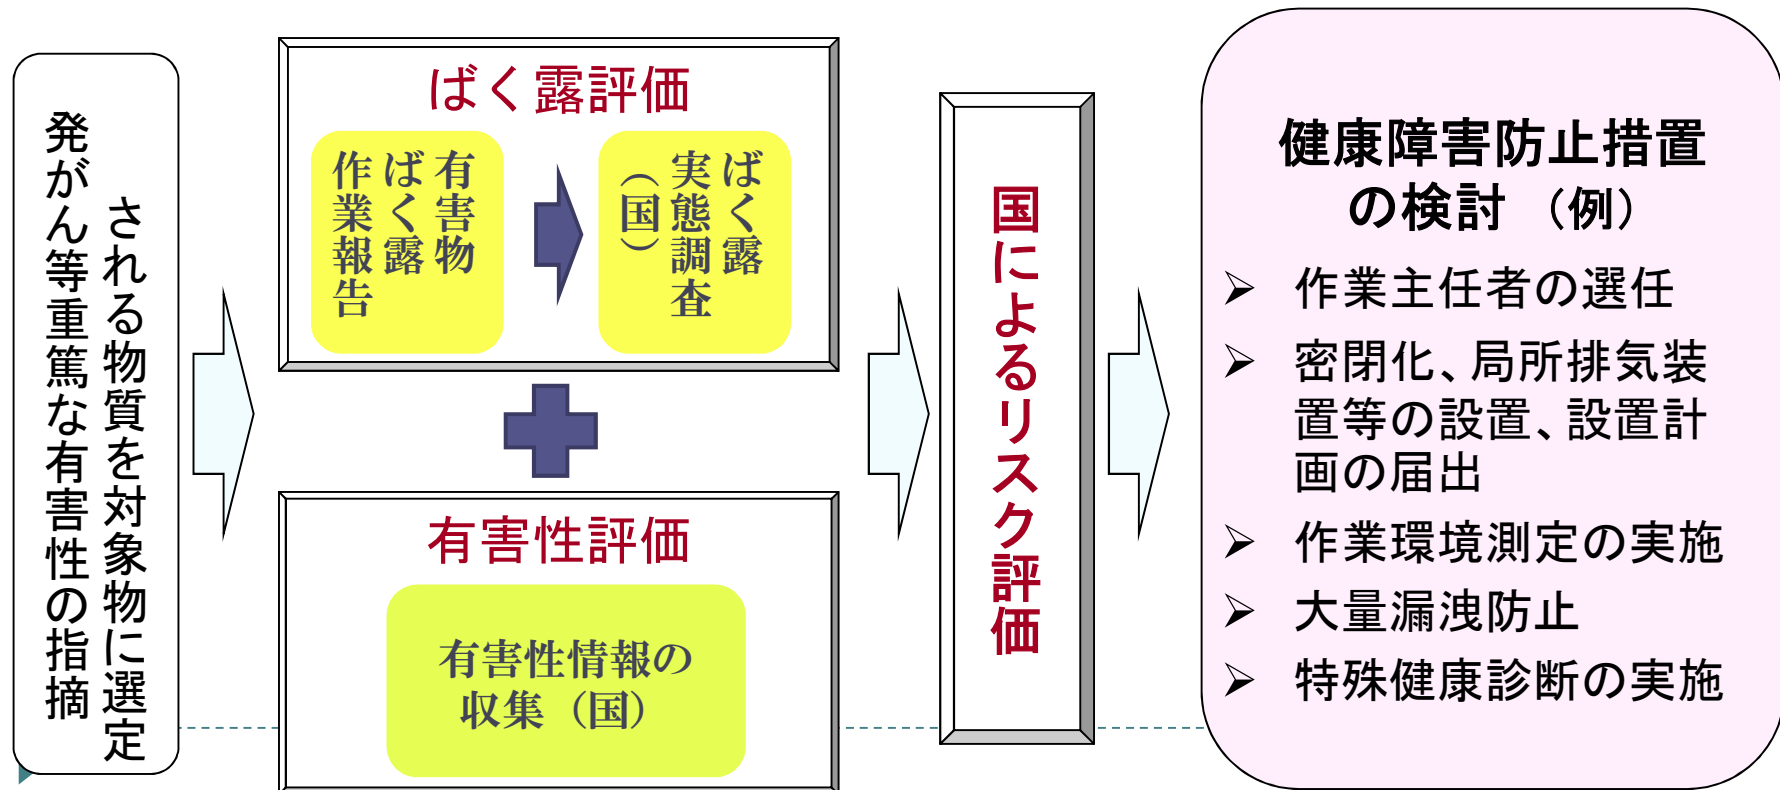 発がん等重篤な有害性の指摘
される物質を対象物に選定
ばく露評価
有害物
ばく露
作業報告
ばく露
実態調査
（国）
有害性評価
有害性情報の
収集（国）
国によるリスク評価
健康障害防止措置
の検討 （例）
➢ 作業主任者の選任
➢ 密閉化、局所排気装
置等の設置、設置計
画の届出
➢ 作業環境測定の実施
➢ 大量漏洩防止
➢ 特殊健康診断の実施